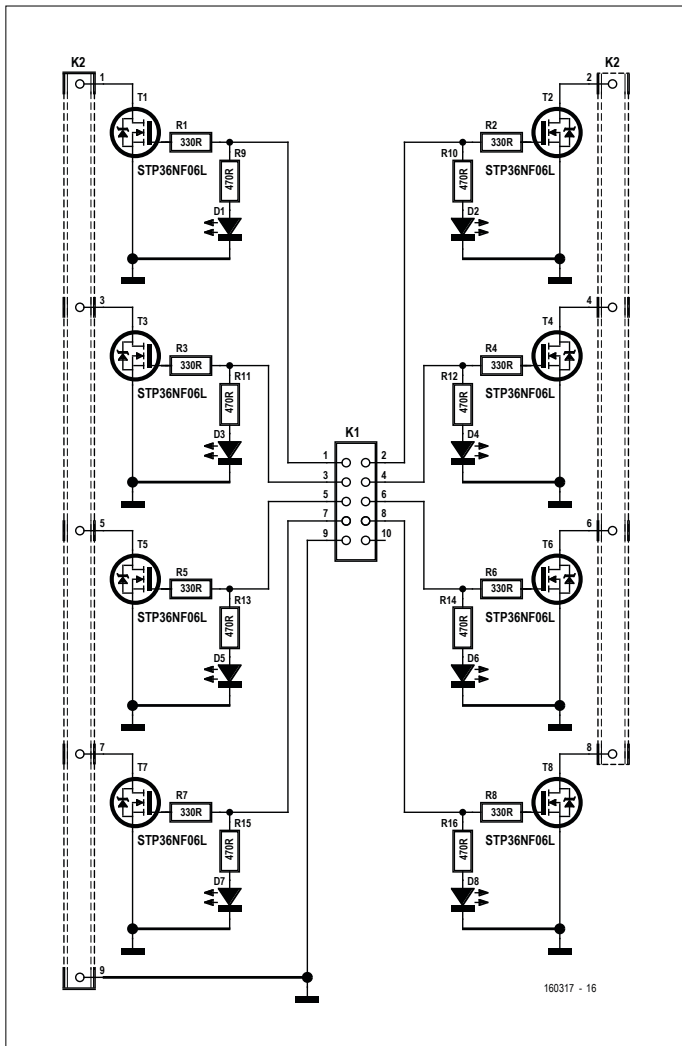 K2
K2
1
2
T1
T2
R1
R2
330R
330R
R9
R10
STP36NF06L
STP36NF06L
470R
470R
D1
D2
3
4
T3
T4
R3
R4
330R
330R
R11
R12
STP36NF06L
STP36NF06L
470R
470R
D3
D4
K1
1
2
3
4
5
6
7
8
9
10
5
6
T5
T6
R5
R6
330R
330R
R13
R14
STP36NF06L
STP36NF06L
470R
470R
D5
D6
7
8
T7
T8
R7
R8
330R
330R
R15
R16
STP36NF06L
STP36NF06L
470R
470R
D7
D8
9
160317 - 16